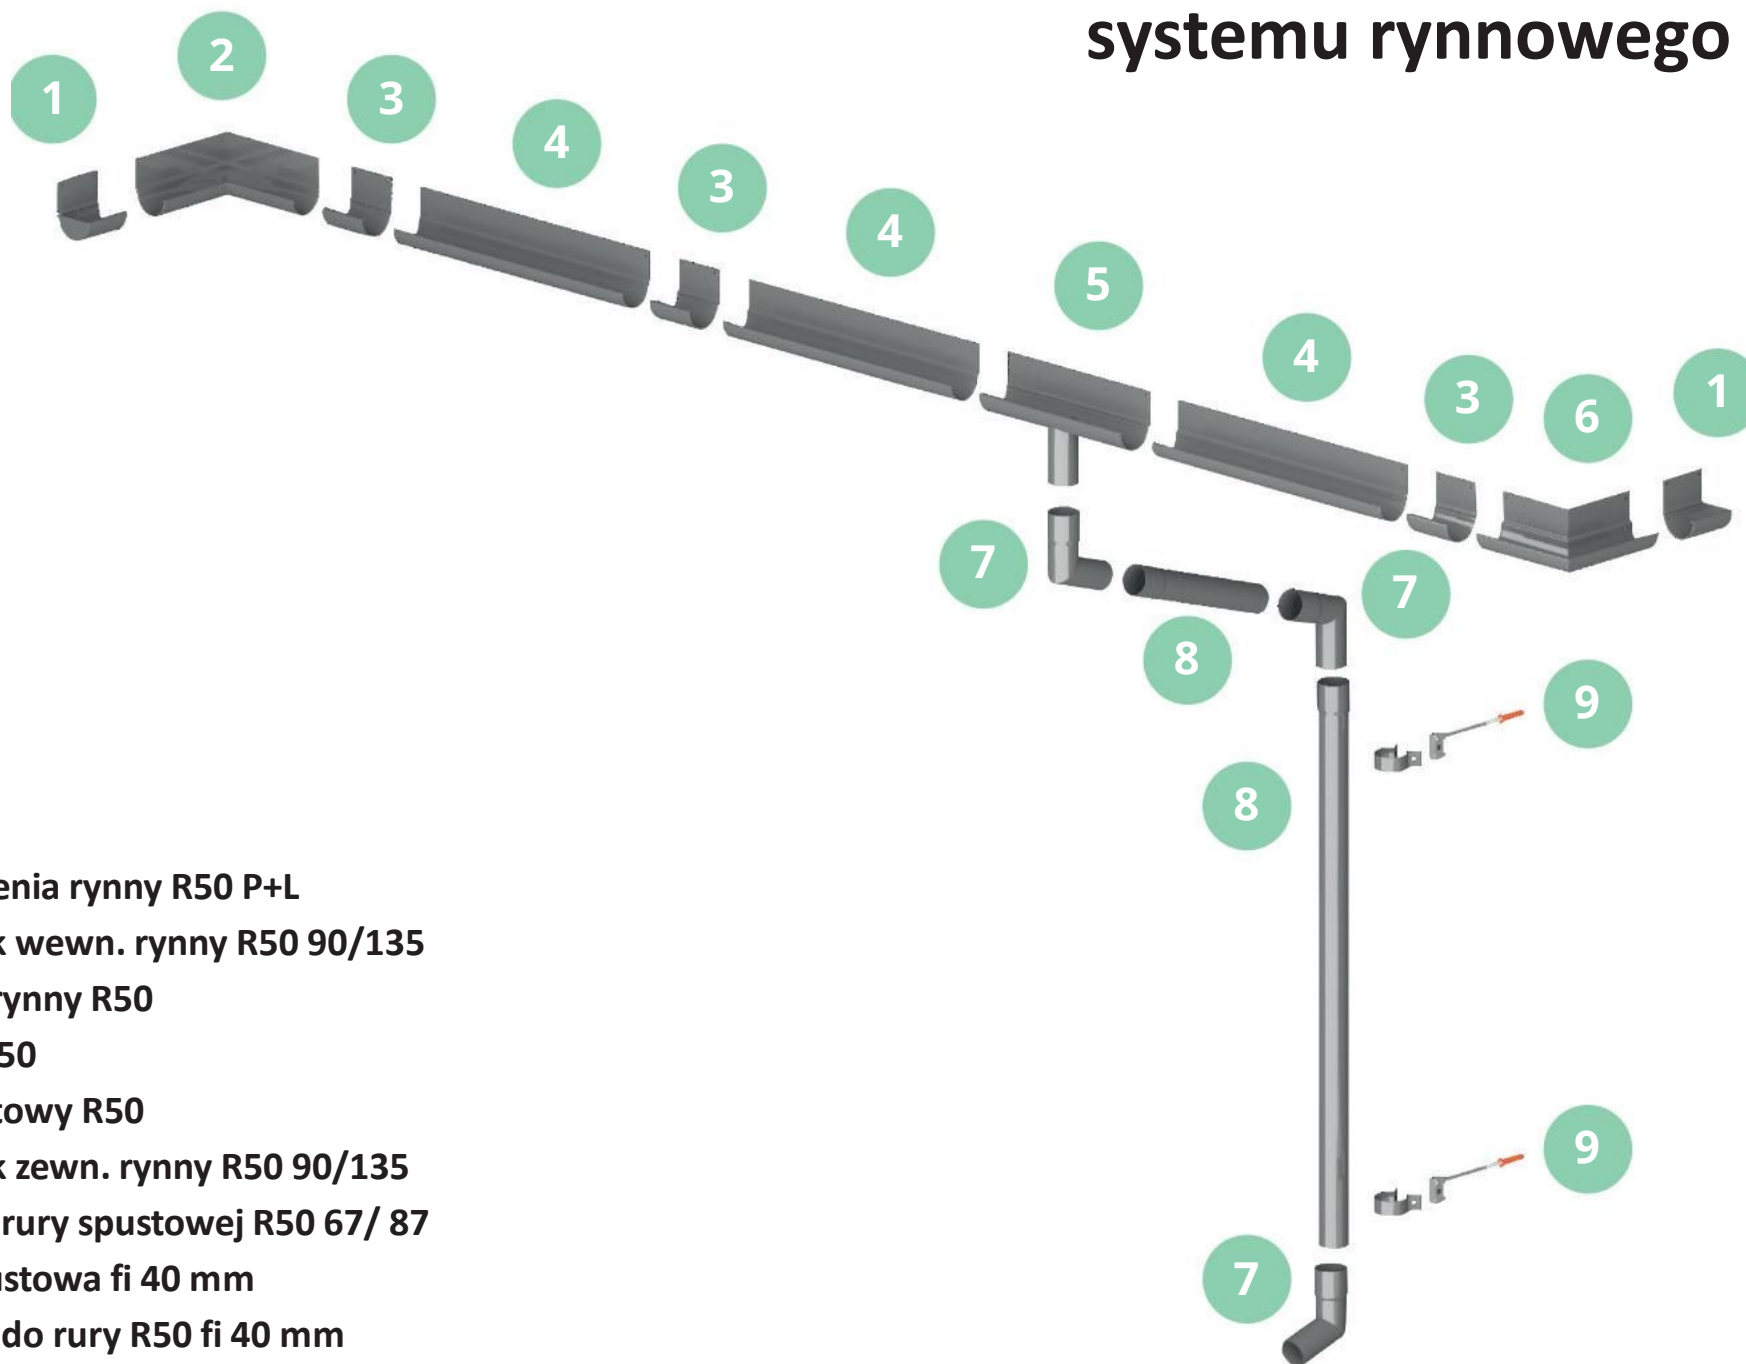 systemu rynnowego
1
2
3
4
3
4
5
4
3
6
1
7
8
7
9
8
9
7
enia rynny R50 P+L
k wewn. rynny R50 90/135
rynny R50
50
towy R50
k zewn. rynny R50 90/135
rury spustowej R50 67/ 87
ustowa fi 40 mm
do rury R50 fi 40 mm